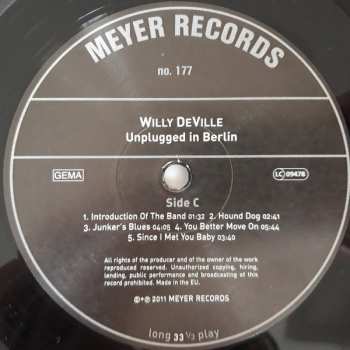 MEYER RECORDS
no. 177
WILLY DEVILLE
Unplugged in Berlin
GEMA
LC 09478
Side C
1. Introduction Of The Band 01:32 2. Hound Dog 02:41
3. Junker's Blues 04:05 4. You Better Move On 05:44
5. Since I Met You Baby 03:40
All rights of the producer and of the owner of the work
reproduced reserved. Unauthorized copying, hiring,
lending, public performance and broadcasting of this
record prohibited. Made in the EU.
©+℗ 2011 MEYER RECORDS
long 33 1/3 play